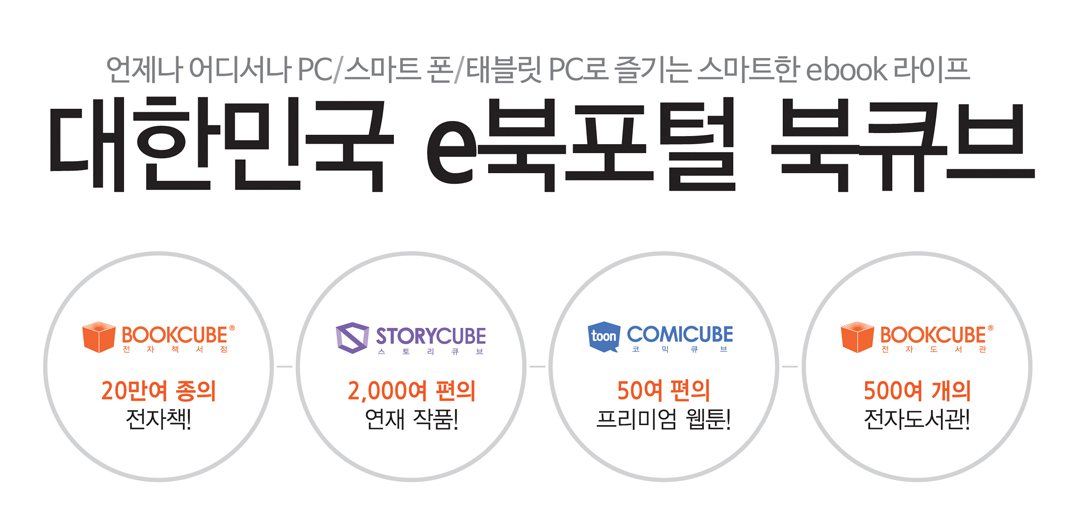 언제나 어디서나 PC/스마트 폰/태블릿 PC로 즐기는 스마트한 ebook 라이프
대한민국 e북포털 북큐브
BOOKCUBE®
전자책서점
20만여 종의
전자책!
STORYCUBE
스토리큐브
2,000여 편의
연재 작품!
toon COMICUBE
코믹큐브
50여 편의
프리미엄 웹툰!
BOOKCUBE®
전자도서관
500여 개의
전자도서관!